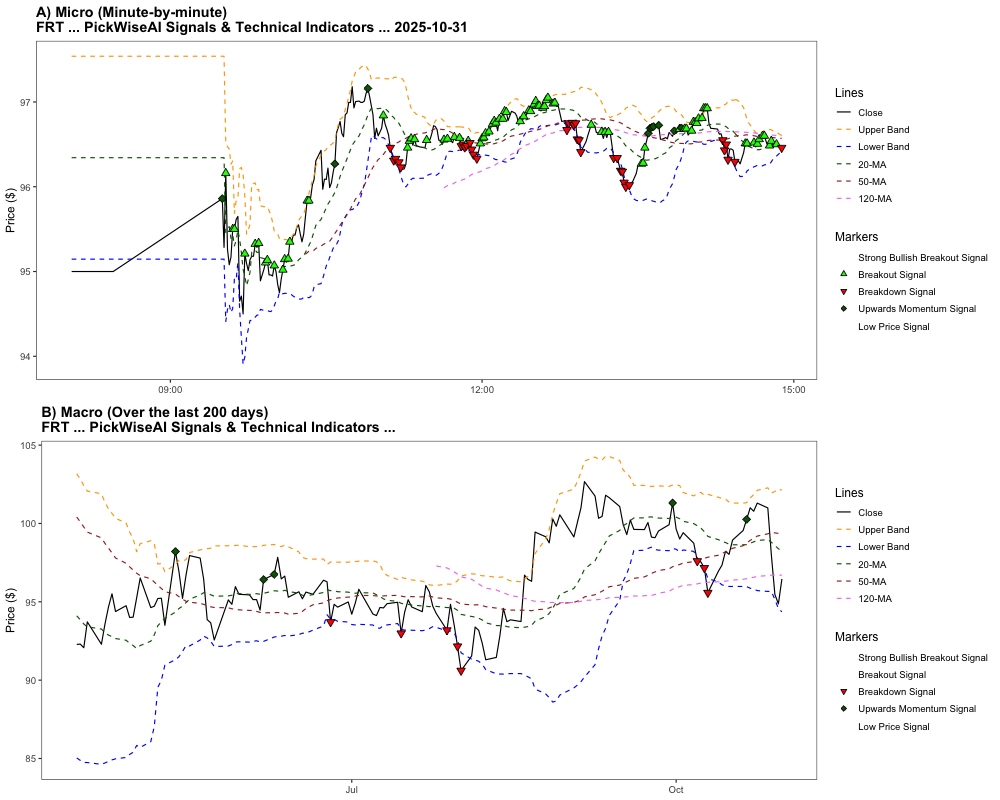 A) Micro (Minute-by-minute)
FRT ... PickWiseAI Signals & Technical Indicators ... 2025-10-31
97
96
95
94
Price ($)
09:00
12:00
15:00
Lines
Close
Upper Band
Lower Band
20-MA
50-MA
120-MA
Markers
Strong Bullish Breakout Signal
Breakout Signal
Breakdown Signal
Upwards Momentum Signal
Low Price Signal
B) Macro (Over the last 200 days)
FRT ... PickWiseAI Signals & Technical Indicators ...
105
100
95
90
85
Price ($)
Jul
Oct
Lines
Close
Upper Band
Lower Band
20-MA
50-MA
120-MA
Markers
Strong Bullish Breakout Signal
Breakout Signal
Breakdown Signal
Upwards Momentum Signal
Low Price Signal